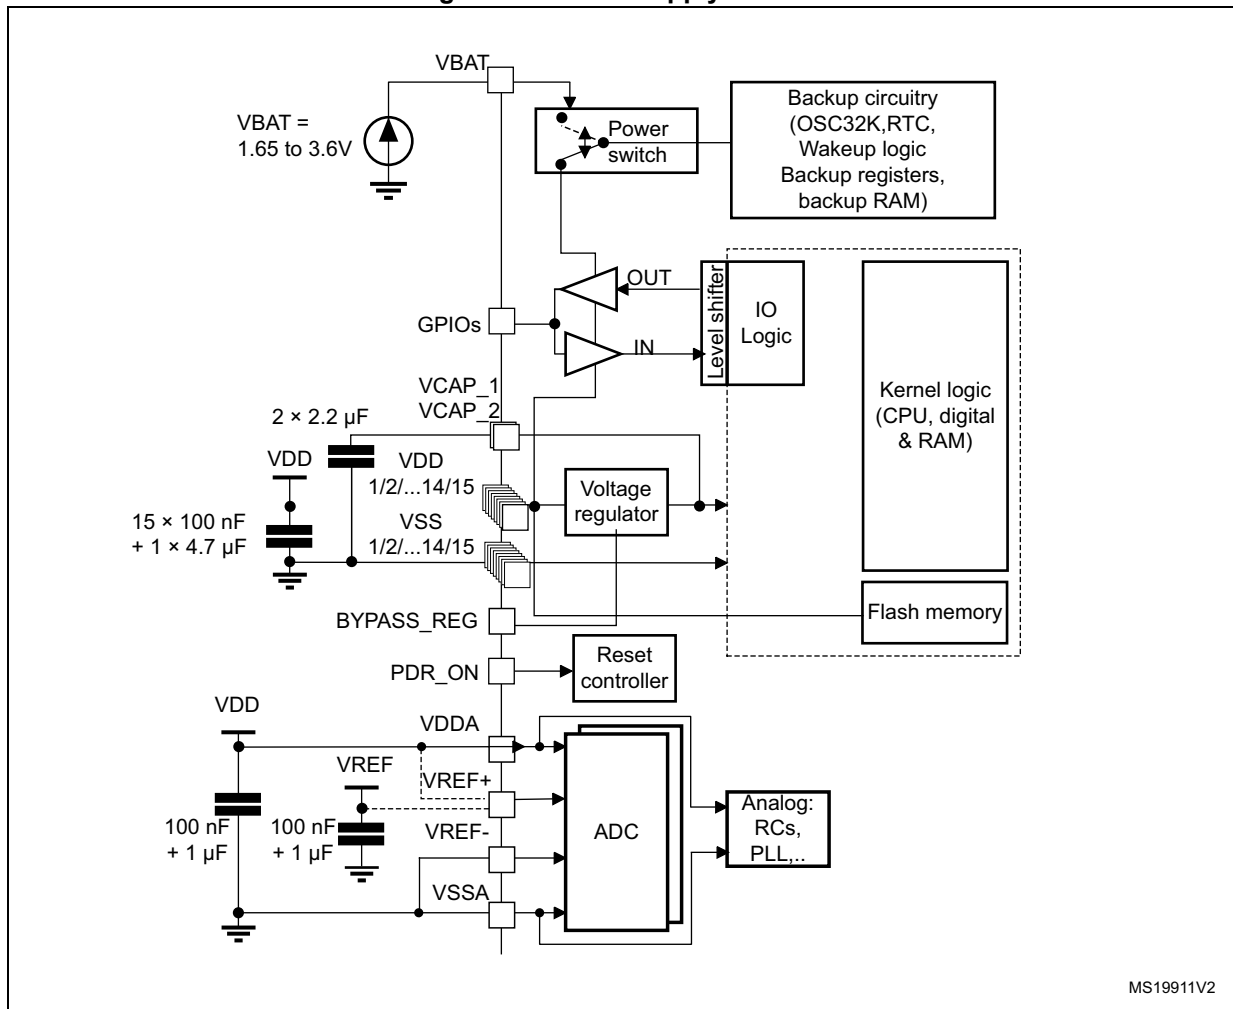 VBAT
VBAT =
1.65 to 3.6V
Power
switch
Backup circuitry
(OSC32K,RTC,
Wakeup logic
Backup registers,
backup RAM)
OUT
GPIOs
IN
Level shifter
IO
Logic
Kernel logic
(CPU, digital
& RAM)
VCAP_1
VCAP_2
2 × 2.2 µF
VDD
VDD
1/2/...14/15
Voltage
regulator
15 × 100 nF
+ 1 × 4.7 µF
VSS
1/2/...14/15
Flash memory
BYPASS_REG
PDR_ON
Reset
controller
VDD
VDDA
VREF
VREF+
100 nF
+ 1 µF
100 nF
+ 1 µF
VREF-
ADC
Analog:
RCs,
PLL,..
VSSA
MS19911V2